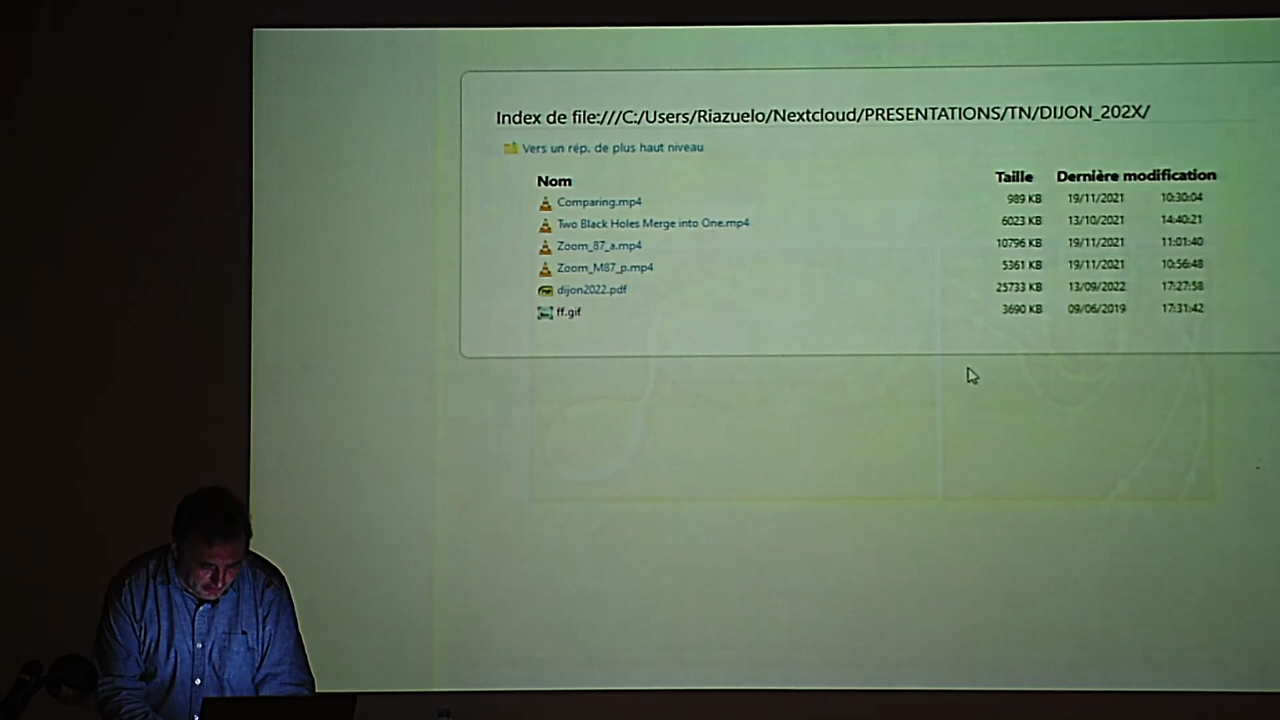 Index de file:///C:/Users/Riazuelo/Nextcloud/PRESENTATIONS/TN/DIJON_202X/
Vers un rép. de plus haut niveau
Nom Taille Dernière modification
Comparing.mp4 989 KB 19/11/2021 10:30:04
Two Black Holes Merge into One.mp4 6023 KB 13/10/2021 14:40:21
Zoom_87_a.mp4 10796 KB 19/11/2021 11:01:40
Zoom_M87_p.mp4 5361 KB 19/11/2021 10:56:48
dijon2022.pdf 25733 KB 13/09/2022 17:27:58
ff.gif 3690 KB 09/06/2019 17:31:42